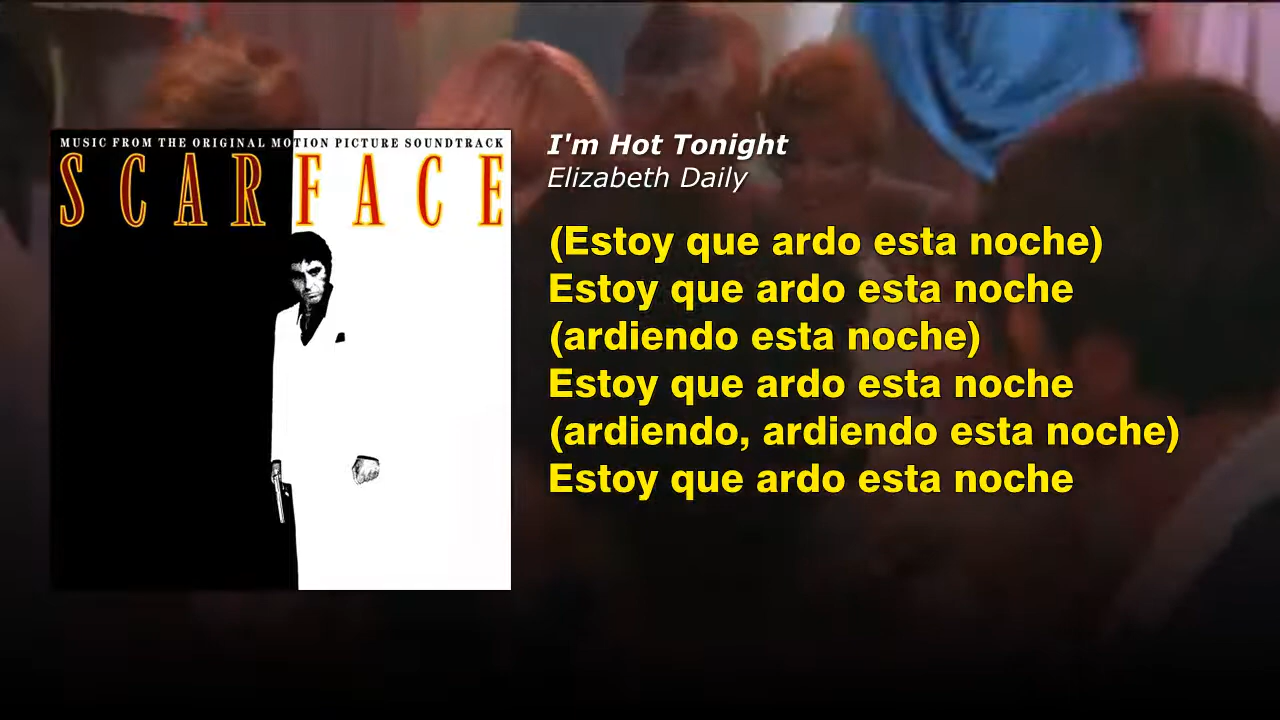 MUSIC FROM THE ORIGINAL MOTION PICTURE SOUNDTRACK
SCARFACE
I'm Hot Tonight
Elizabeth Daily
(Estoy que ardo esta noche)
Estoy que ardo esta noche
(ardiendo esta noche)
Estoy que ardo esta noche
(ardiendo, ardiendo esta noche)
Estoy que ardo esta noche